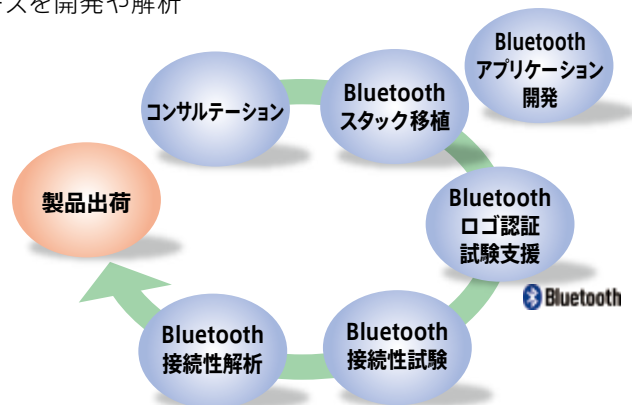 ースを開発や解析
コンサルテーション
Bluetooth
スタック移植
Bluetooth
アプリケーション
開発
Bluetooth
ロゴ認証
試験支援
Bluetooth
Bluetooth
接続性試験
Bluetooth
接続性解析
製品出荷